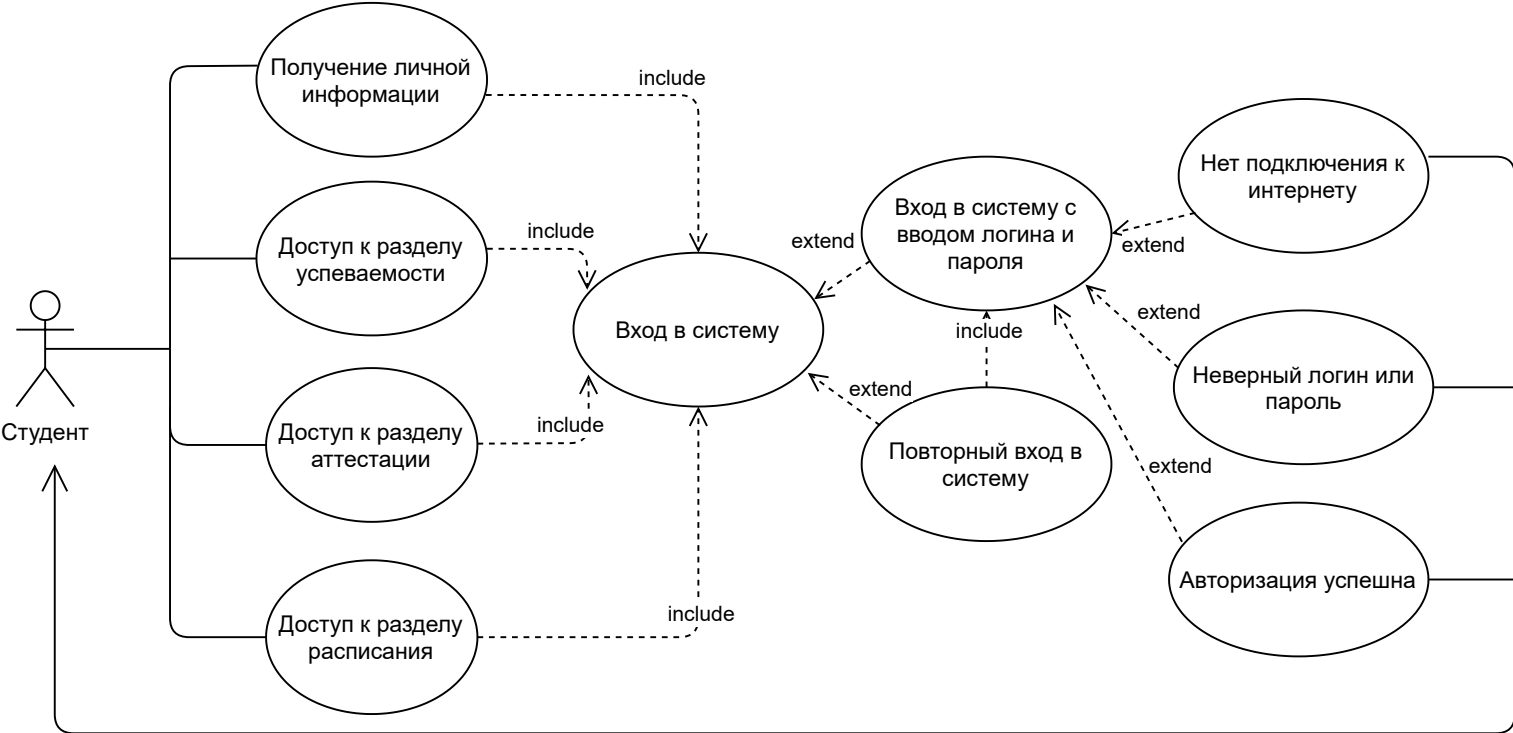 Получение личной
информации
include
Доступ к разделу
успеваемости
include
Студент
Доступ к разделу
аттестации
include
Доступ к разделу
расписания
include
Вход в систему
extend
Вход в систему с
вводом логина и
пароля
include
extend
Повторный вход в
систему
Нет подключения к
интернету
extend
Неверный логин или
пароль
extend
Авторизация успешна
extend